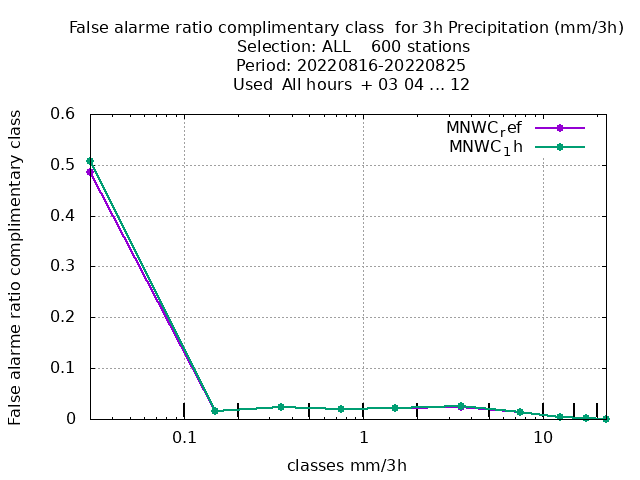 False alarme ratio complimentary class  for 3h Precipitation (mm/3h)
Selection: ALL    600 stations
Period: 20220816-20220825
Used  All hours  + 03 04 ... 12
MNWC_ref
MNWC_1h
0.6
0.5
0.4
0.3
0.2
0.1
0
False alarme ratio complimentary class
0.1
1
10
classes mm/3h